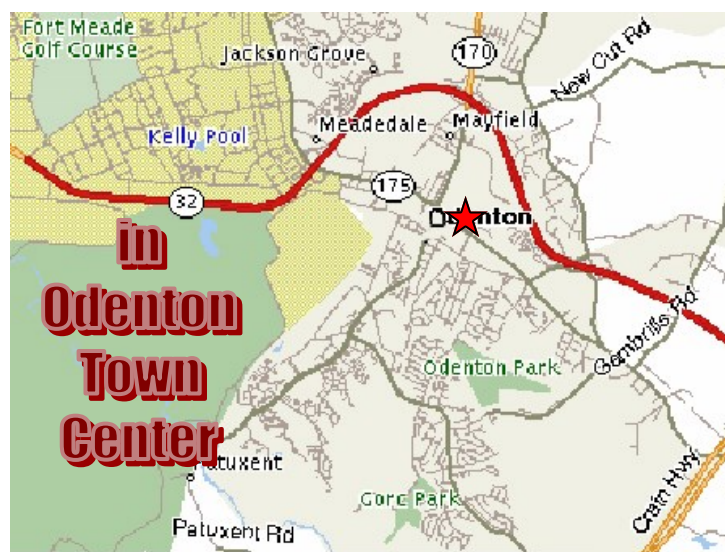 Fort Meade
Golf Course
Jackson Grove
170
New Cut Rd
Kelly Pool
Meadedale
Mayfield
175
32
Odenton
in
Odenton
Town
Center
Gambrills Rd
Odenton Park
Patuxent
Gorc Park
Crain Hwy
Patuxent Rd